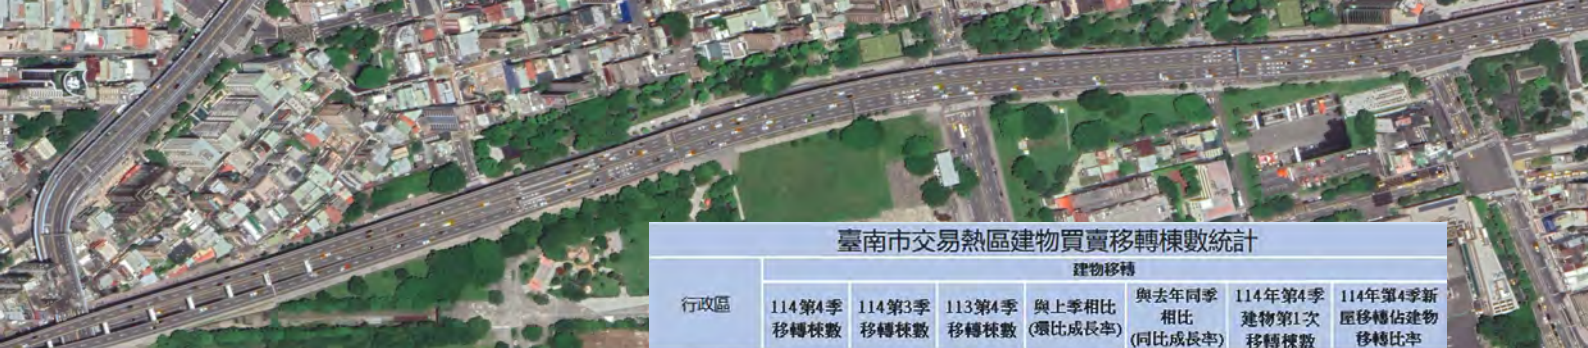 臺南市交易熱區建物買賣移轉棟數統計
行政區
建物移轉
114第4季
移轉棟數
114第3季
移轉棟數
113第4季
移轉棟數
與上季相比
(環比成長率)
與去年同季
相比
(同比成長率)
114年第4季
建物第1次
移轉棟數
114年第4季新
屋移轉佔建物
移轉比率